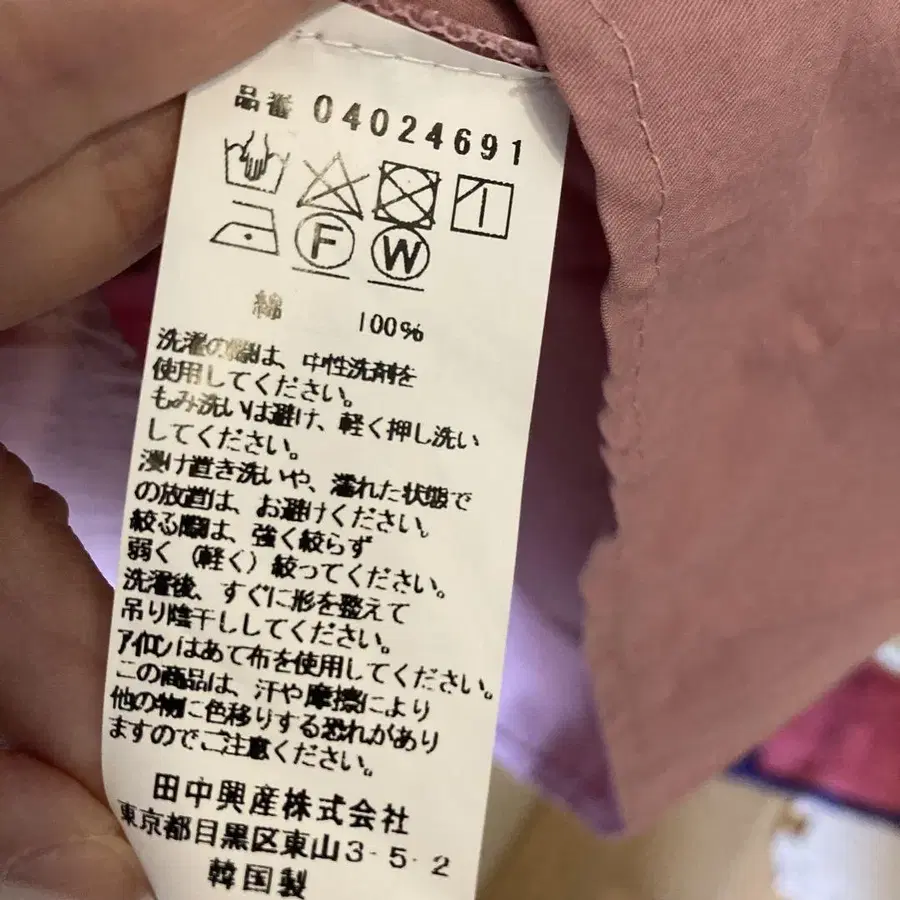 品番 04024691
F W
綿 100%
洗濯の際は、中性洗剤を
使用してください。
もみ洗いは避け、軽く押し洗い
してください。
浸け置き洗いや、濡れた状態で
の放置は、お避けください。
絞る際は、強く絞らず
弱く（軽く）絞ってください。
洗濯後、すぐに形を整えて
吊り陰干ししてください。
アイロンはあて布を使用してください。
この商品は、汗や摩擦により
他の物に色移りする恐れがあり
ますのでご注意ください。
田中興産株式会社
東京都目黒区東山3-5-2
韓国製